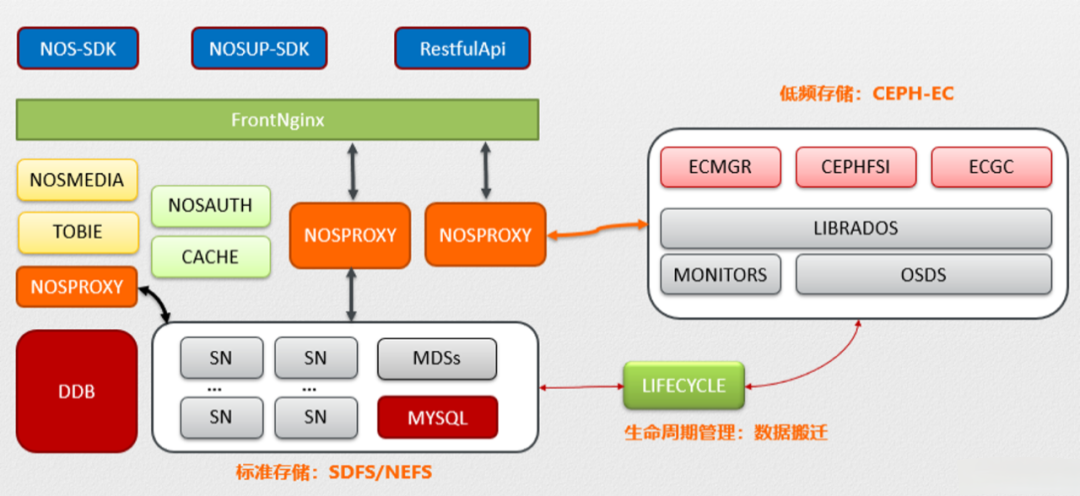 NOS-SDK
NOSUP-SDK
RestfulApi
FrontNginx
低频存储：CEPH-EC
NOSMEDIA
TOBIE
NOSPROXY
NOSAUTH
CACHE
NOSPROXY
NOSPROXY
ECMGR
CEPHFSI
ECGC
LIBRADOS
MONITORS
OSDS
DDB
SN
SN
MDSs
...
...
SN
SN
MYSQL
LIFECYCLE
生命周期管理：数据搬迁
标准存储：SDFS/NEFS